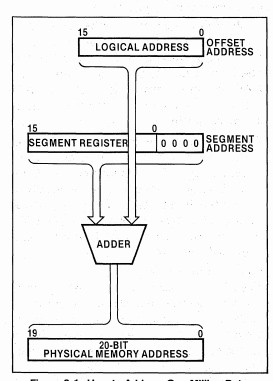 15 0
LOGICAL ADDRESS
OFFSET
ADDRESS
15 0
SEGMENT REGISTER 0 0 0 0
SEGMENT
ADDRESS
ADDER
19 0
20-BIT
PHYSICAL MEMORY ADDRESS